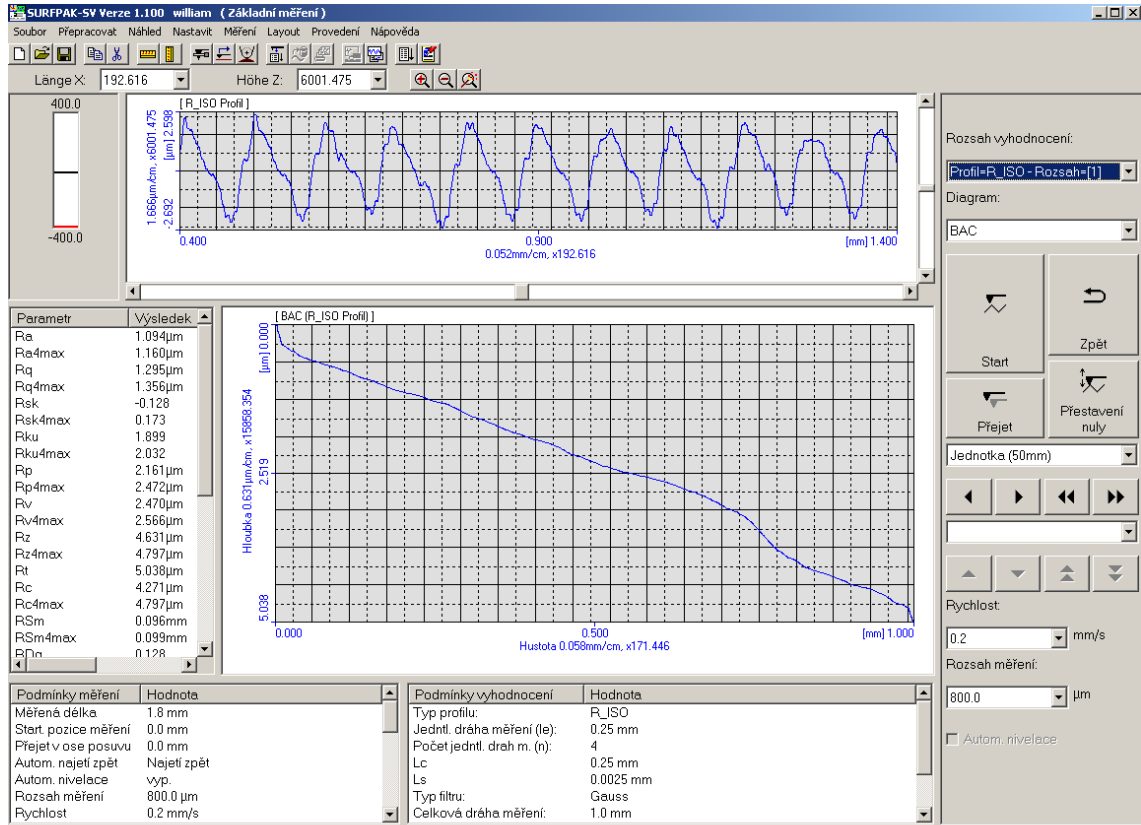 SURFPAK-SV Verze 1.100 william ( Základní měření )
Soubor Přepracovat Náhled Nastavit Měření Layout Provedení Nápověda
Länge X: 192.616 Höhe Z: 6001.475
400.0
-400.0
[ R_ISO Profil ]
1.666µm/cm, x6001.475
-2.692 [µm] 2.598
0.400 0.900 [mm] 1.400
0.052mm/cm, x192.616
Parametr Výsledek
Ra 1.094µm
Ra4max 1.160µm
Rq 1.295µm
Rq4max 1.356µm
Rsk -0.128
Rsk4max 0.173
Rku 1.899
Rku4max 2.032
Rp 2.161µm
Rp4max 2.472µm
Rv 2.470µm
Rv4max 2.566µm
Rz 4.631µm
Rz4max 4.797µm
Rt 5.038µm
Rc 4.271µm
Rc4max 4.797µm
RSm 0.096mm
RSm4max 0.099mm
RDq 0.128
[ BAC (R_ISO Profil) ]
Hloubka 0.631µm/cm, x15858.354
5.038 2.519 [µm] 0.000
0.000 0.500 [mm] 1.000
Hustota 0.058mm/cm, x171.446
Rozsah vyhodnocení:
Profil=R_ISO - Rozsah=[1]
Diagram:
BAC
Start
Zpět
Přejet
Přestavení
nuly
Jednotka (50mm)
Rychlost:
0.2 mm/s
Rozsah měření:
800.0 µm
Autom. nivelace
Podmínky měření Hodnota
Měřená délka 1.8 mm
Start. pozice měření 0.0 mm
Přejet v ose posuvu 0.0 mm
Autom. najetí zpět Najetí zpět
Autom. nivelace vyp.
Rozsah měření 800.0 µm
Rychlost 0.2 mm/s
Podmínky vyhodnocení Hodnota
Typ profilu: R_ISO
Jedntl. dráha měření (le): 0.25 mm
Počet jedntl. drah m. (n): 4
Lc 0.25 mm
Ls 0.0025 mm
Typ filtru: Gauss
Celková dráha měření: 1.0 mm